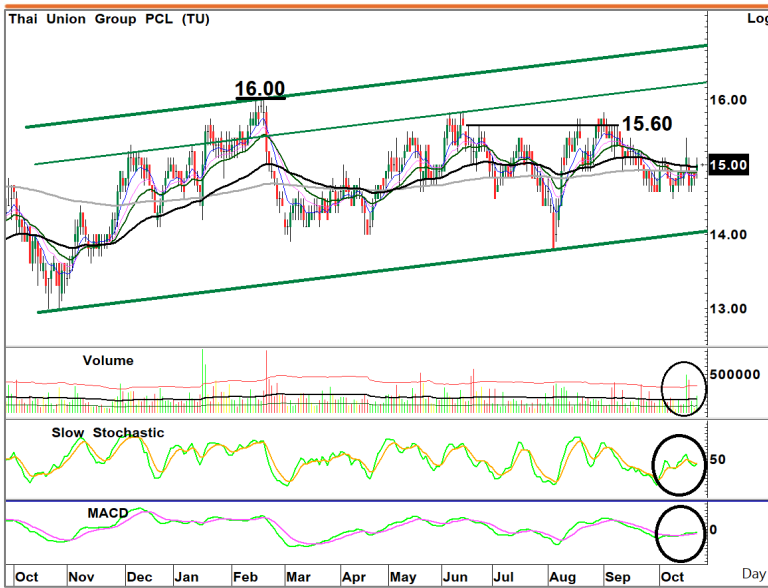 Thai Union Group PCL (TU)
Log
16.00
16.00
15.60
15.00
14.00
13.00
Volume
500000
Slow Stochastic
50
MACD
0
Oct Nov Dec Jan Feb Mar Apr May Jun Jul Aug Sep Oct Day